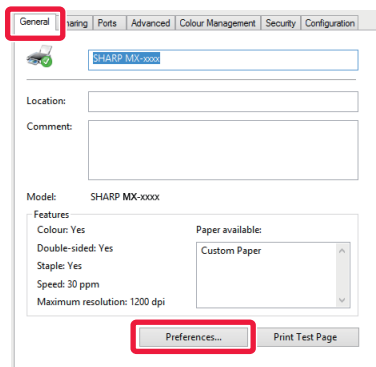 General Sharing Ports Advanced Colour Management Security Configuration
SHARP MX-xxxx
Location:
Comment:
Model: SHARP MX-xxxx
Features
Colour: Yes Paper available:
Double-sided: Yes Custom Paper
Staple: Yes
Speed: 30 ppm
Maximum resolution: 1200 dpi
Preferences... Print Test Page